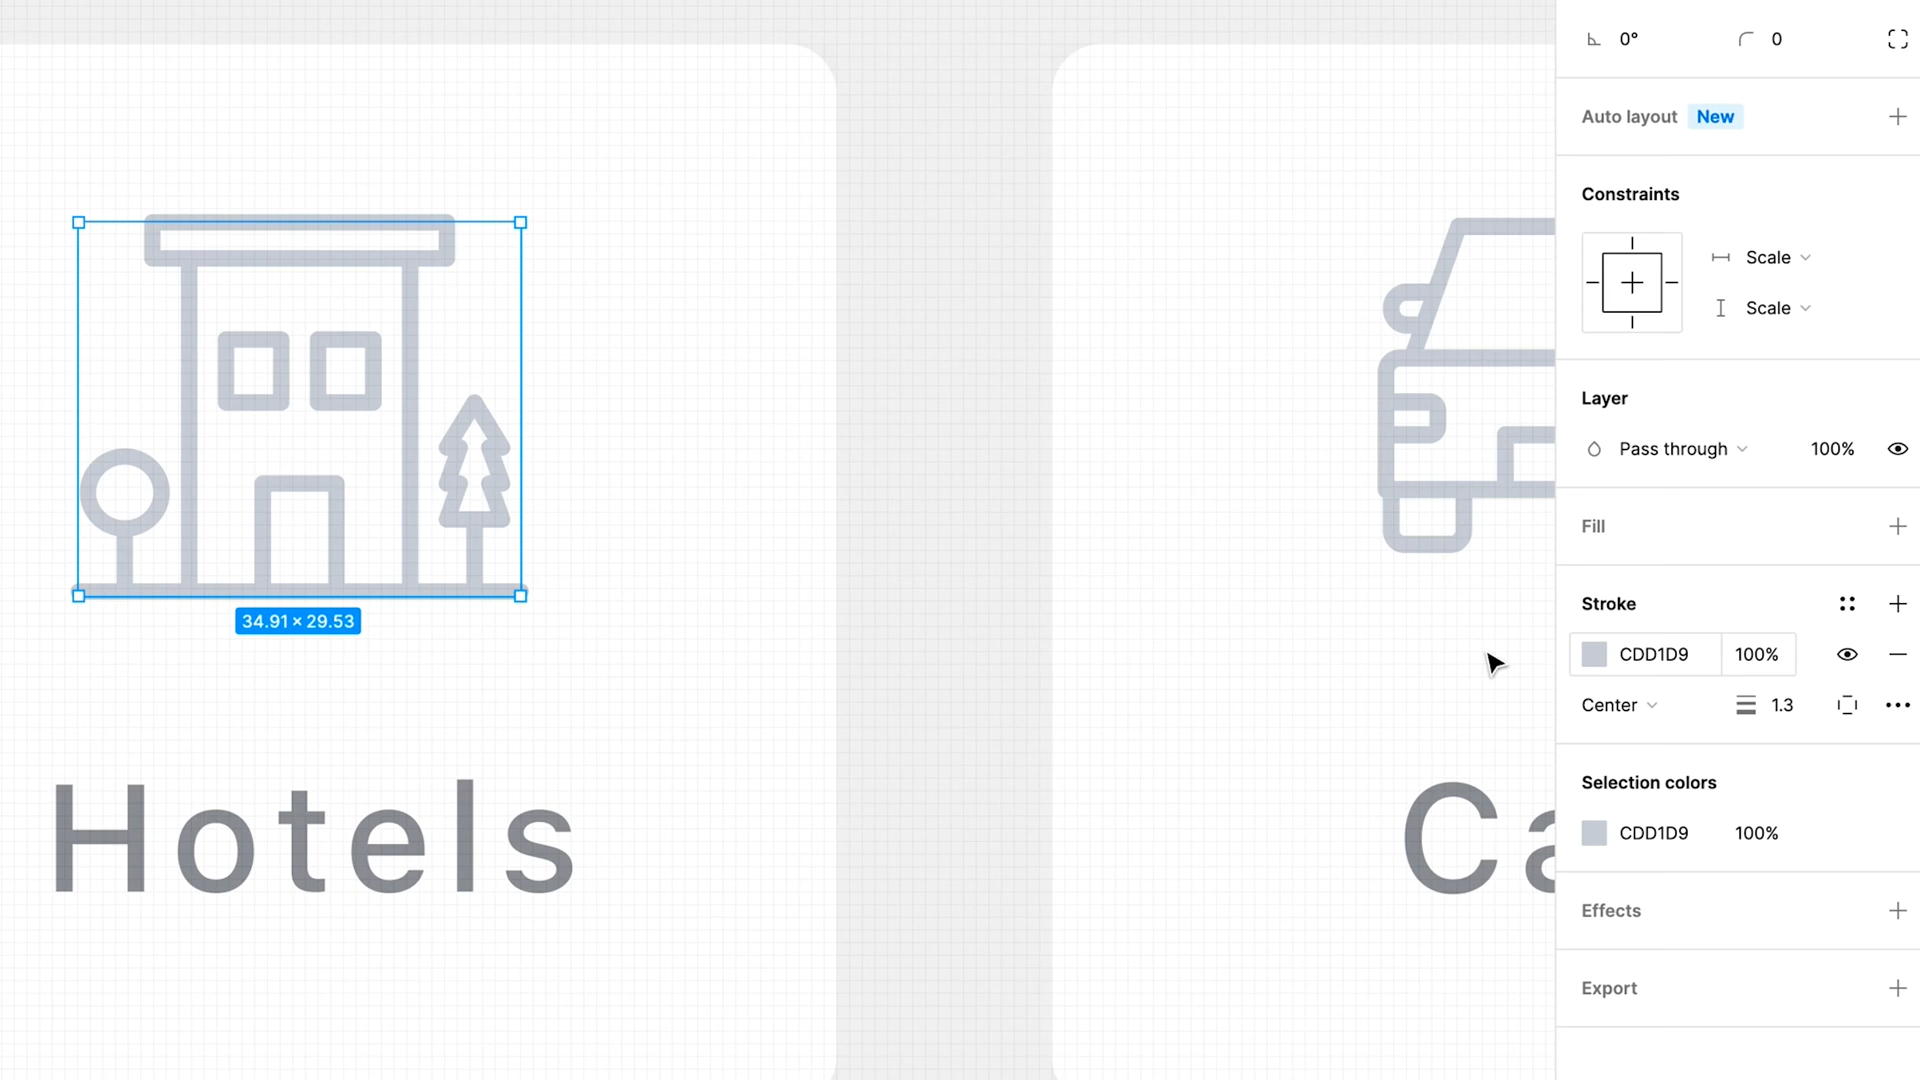 0°
0
Auto layout New
Constraints
Scale
Scale
Layer
Pass through 100%
Fill
Stroke
CDD1D9 100%
Center 1.3
Selection colors
CDD1D9 100%
Effects
Export
34.91 × 29.53
Hotels
Ca